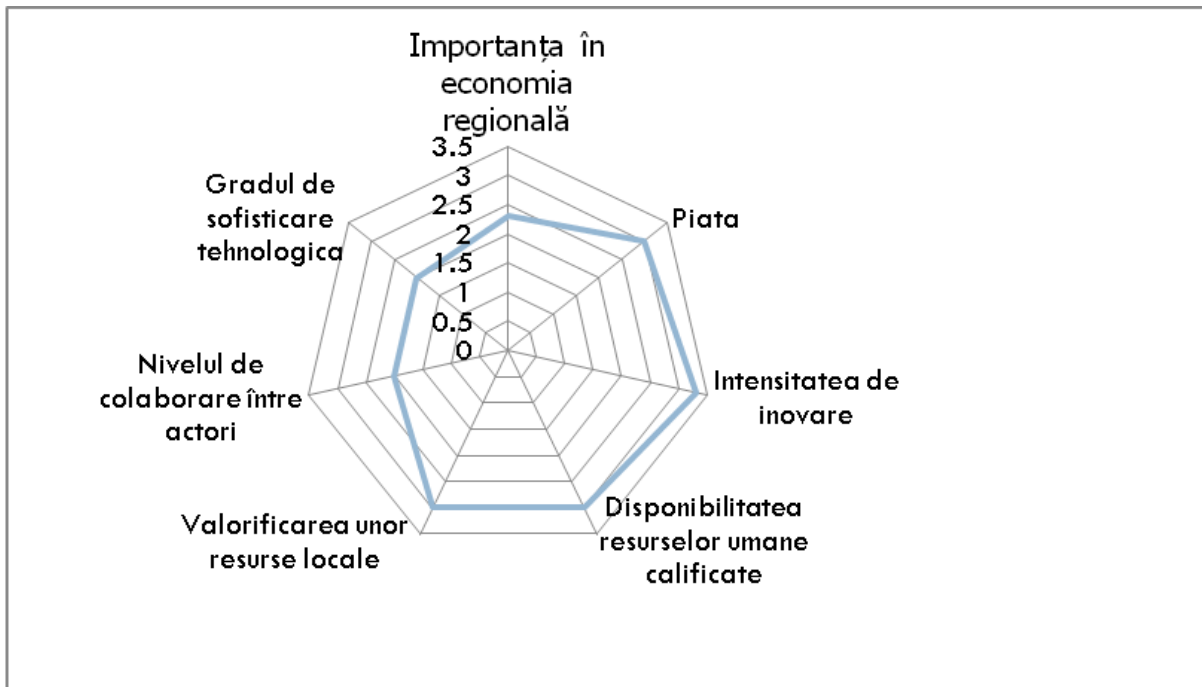 Importanța în
economia
regională
3.5
3
2.5
2
1.5
1
0.5
0
Piata
Intensitatea de
inovare
Disponibilitatea
resurselor umane
calificate
Valorificarea unor
resurse locale
Nivelul de
colaborare între
actori
Gradul de
sofisticare
tehnologica